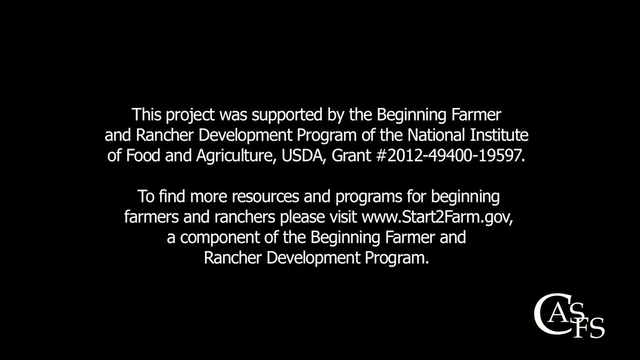 This project was supported by the Beginning Farmer
and Rancher Development Program of the National Institute
of Food and Agriculture, USDA, Grant #2012-49400-19597.
To find more resources and programs for beginning
farmers and ranchers please visit www.Start2Farm.gov,
a component of the Beginning Farmer and
Rancher Development Program.
CASFS